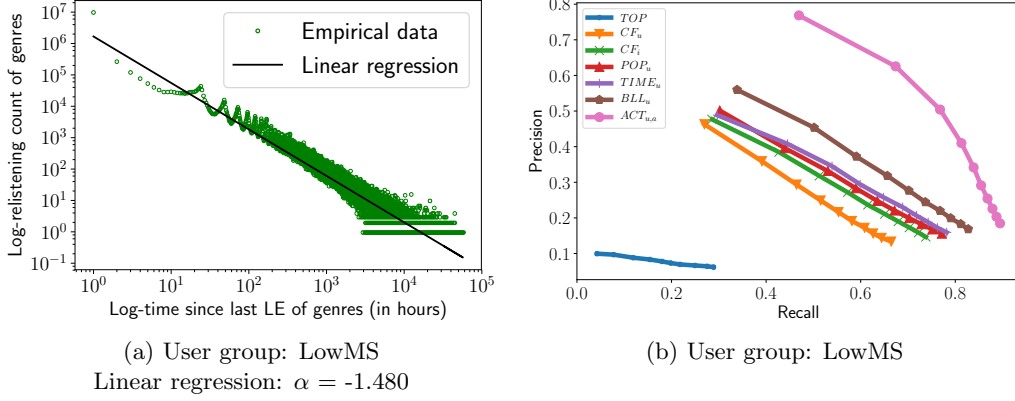 Log-relistening count of genres
10^7
10^6
10^5
10^4
10^3
10^2
10^1
10^0
10^{-1}
Empirical data
Linear regression
10^0 10^1 10^2 10^3 10^4 10^5
Log-time since last LE of genres (in hours)
(a) User group: LowMS
Linear regression: α = -1.480
Precision
0.8
0.7
0.6
0.5
0.4
0.3
0.2
0.1
TOP
CF_u
CF_i
POP_u
TIME_u
BLL_u
ACT_{u,a}
0.0 0.2 0.4 0.6 0.8
Recall
(b) User group: LowMS